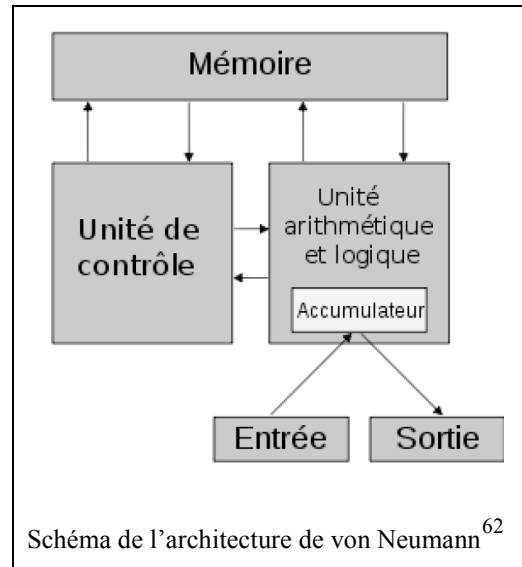 Mémoire
Unité de
contrôle
Unité
arithmétique
et logique
Accumulateur
Entrée
Sortie
Schéma de l’architecture de von Neumann62